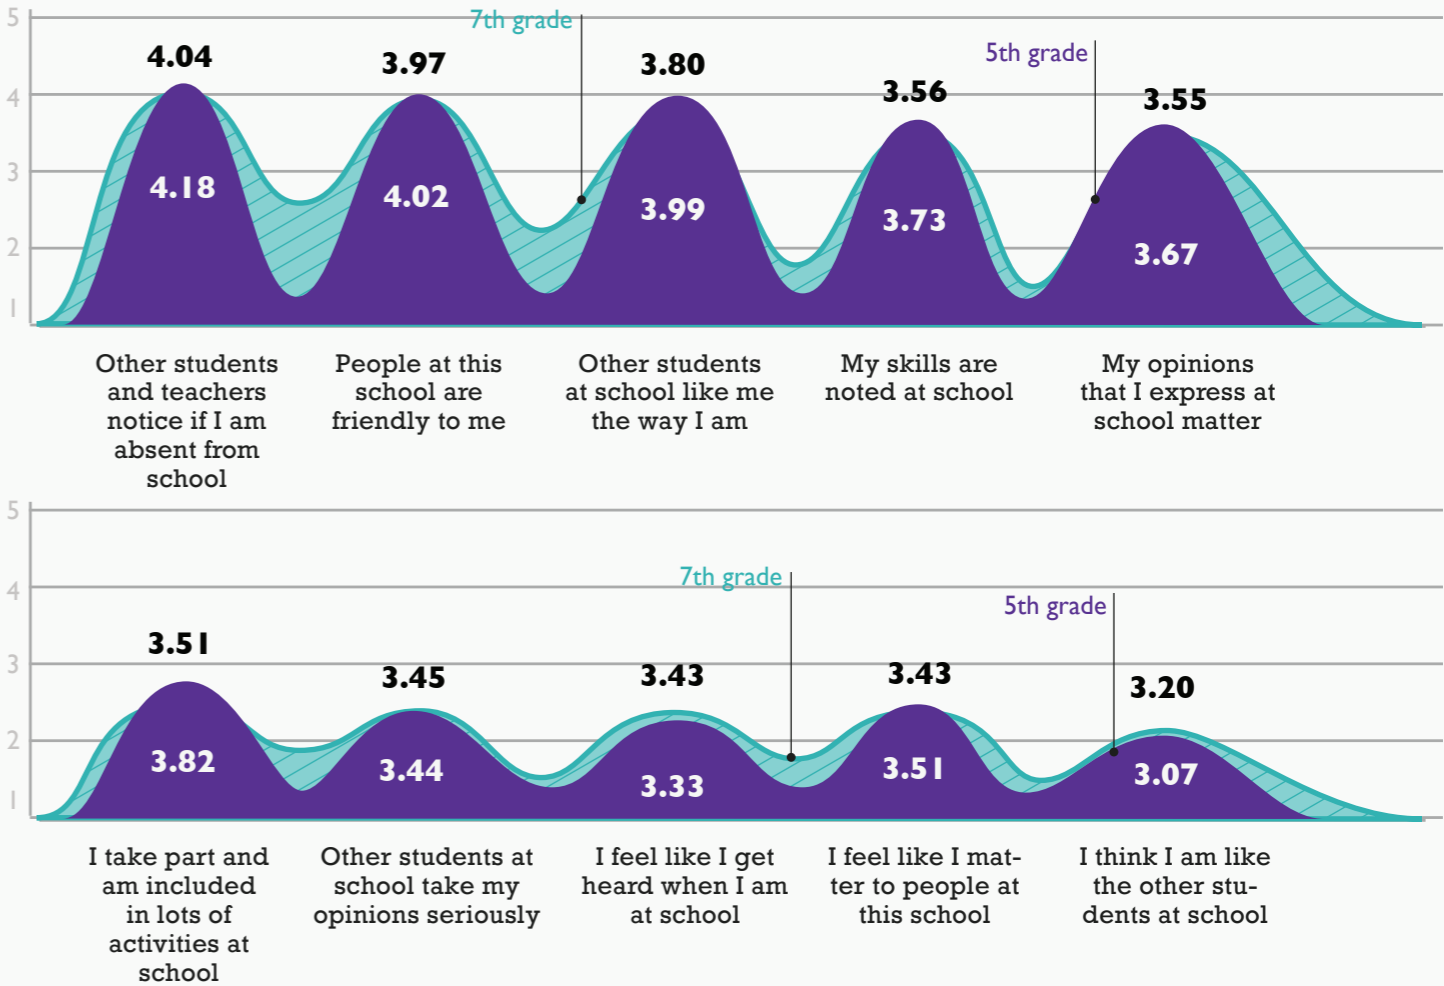 5
7th grade
4.04
3.97
3.80
5th grade
3.56
3.55
4
3
4.18
4.02
3.99
3.73
3.67
2
1
Other students
and teachers
notice if I am
absent from
school
People at this
school are
friendly to me
Other students
at school like me
the way I am
My skills are
noted at school
My opinions
that I express at
school matter
5
7th grade
4
5th grade
3.51
3.45
3.43
3.43
3.20
3
2
3.82
3.44
3.33
3.51
3.07
1
I take part and
am included
in lots of
activities at
school
Other students at
school take my
opinions seriously
I feel like I get
heard when I am
at school
I feel like I mat-
ter to people at
this school
I think I am like
the other stu-
dents at school